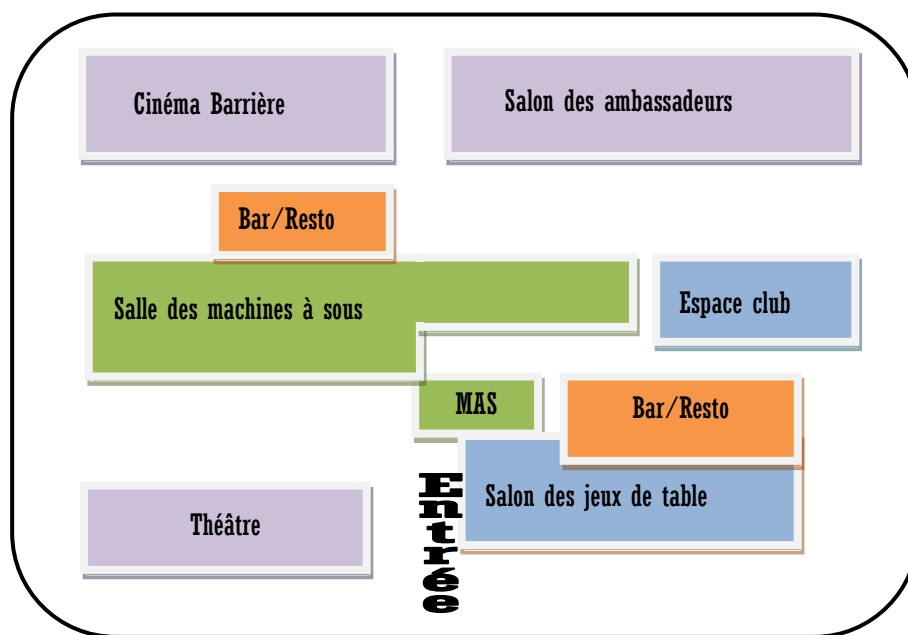 Cinéma Barrière
Salon des ambassadeurs
Bar/Resto
Salle des machines à sous
Espace club
MAS
Bar/Resto
Salon des jeux de table
Entrée
Théâtre